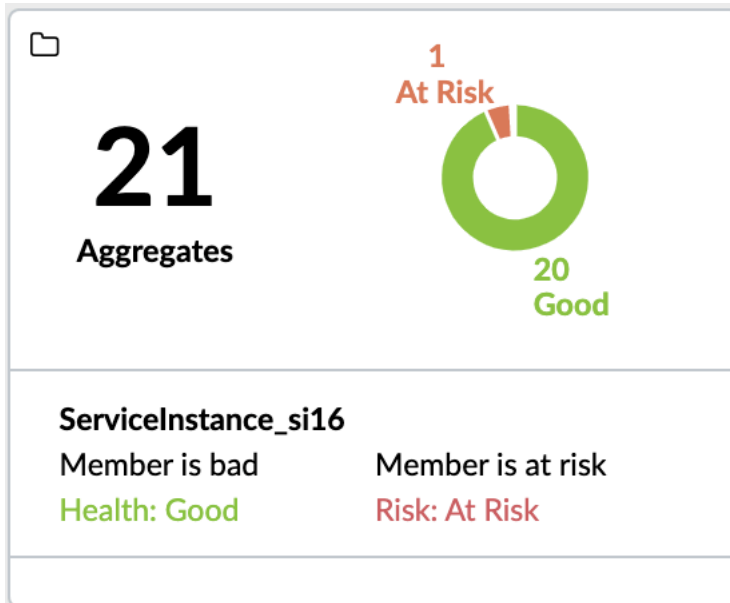 1
At Risk
21
Aggregates
20
Good
ServiceInstance_si16
Member is bad
Member is at risk
Health: Good
Risk: At Risk